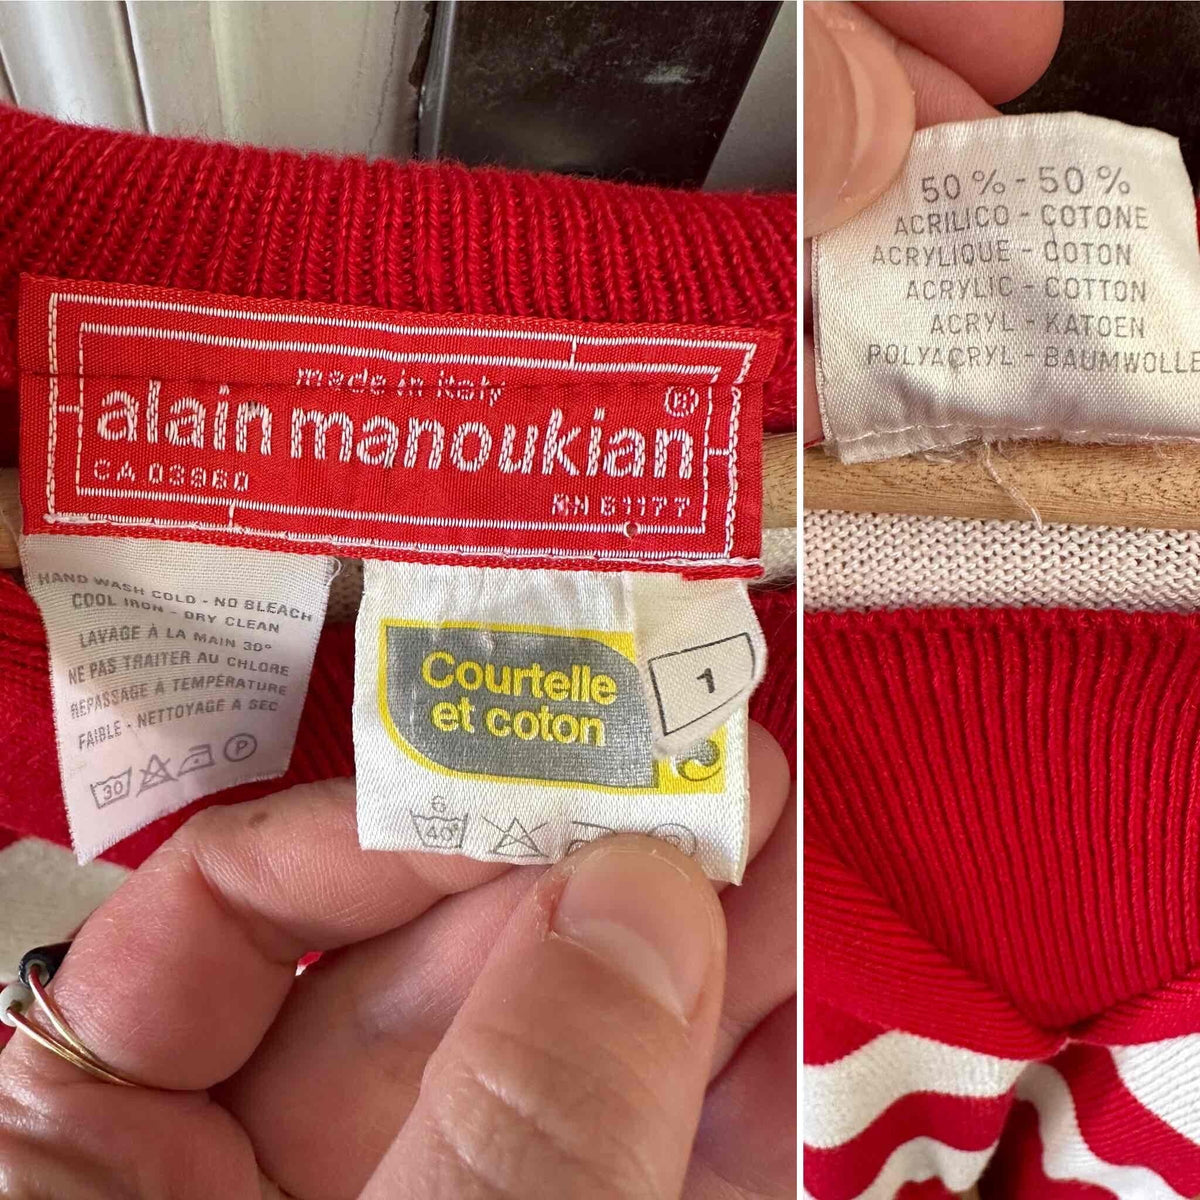 made in italy
alain manoukian ®
CA 03960
RN 61177
HAND WASH COLD - NO BLEACH
COOL IRON - DRY CLEAN
LAVAGE À LA MAIN 30°
NE PAS TRAITER AU CHLORE
REPASSAGE À TEMPÉRATURE
FAIBLE - NETTOYAGE À SEC
30
P
Courtelle
et coton
1
6
40°
50 % - 50 %
ACRILICO - COTONE
ACRYLIQUE - COTON
ACRYLIC - COTTON
ACRYL - KATOEN
POLYACRYL - BAUMWOLLE